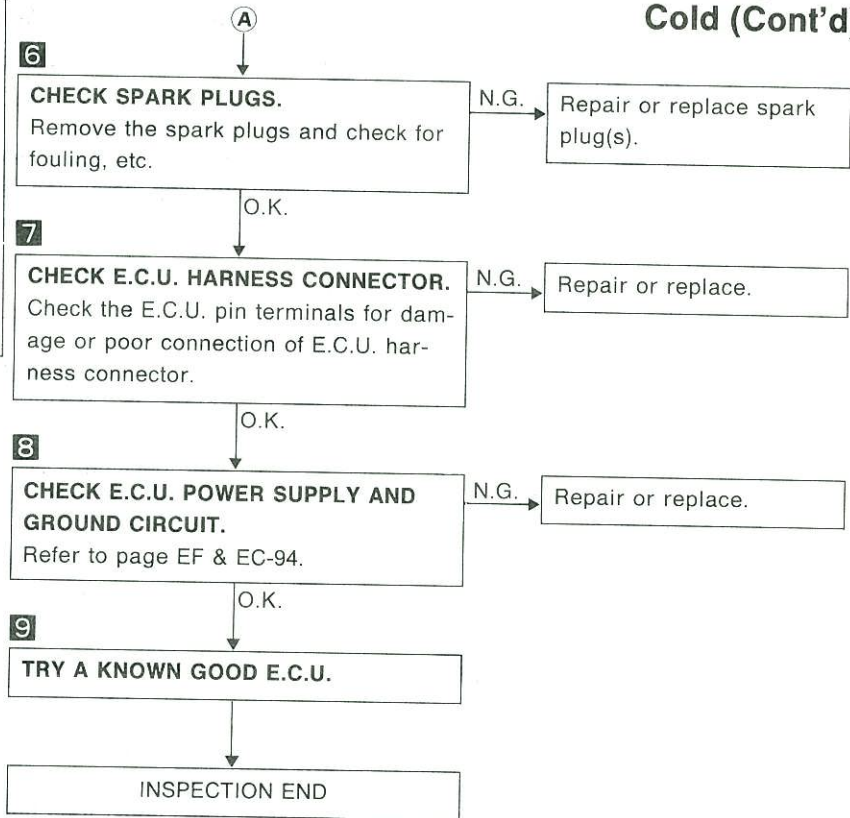 Cold (Cont'd
A
6
CHECK SPARK PLUGS.
Remove the spark plugs and check for
fouling, etc.
N.G.
Repair or replace spark
plug(s).
O.K.
7
CHECK E.C.U. HARNESS CONNECTOR.
Check the E.C.U. pin terminals for dam-
age or poor connection of E.C.U. har-
ness connector.
N.G.
Repair or replace.
O.K.
8
CHECK E.C.U. POWER SUPPLY AND
GROUND CIRCUIT.
Refer to page EF & EC-94.
N.G.
Repair or replace.
O.K.
9
TRY A KNOWN GOOD E.C.U.
INSPECTION END